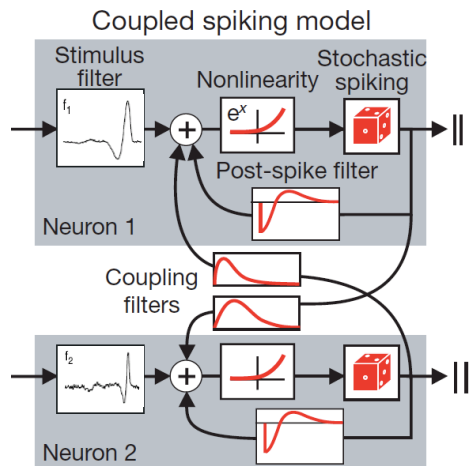 Coupled spiking model
Stimulus
filter
Nonlinearity
Stochastic
spiking
f₁
eˣ
Post-spike filter
Neuron 1
Coupling
filters
f₂
Neuron 2